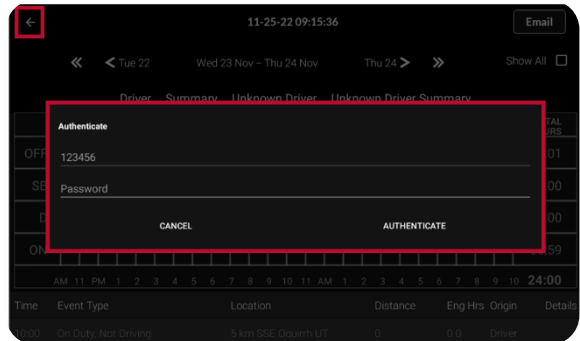 11-25-22 09:15:36
Email
Tue 22
Wed 23 Nov – Thu 24 Nov
Thu 24
Show All
Driver Summary Unknown Driver Unknown Driver Summary
Authenticate
123456
Password
CANCEL
AUTHENTICATE
OFF
ON
AM 11 PM 1 2 3 4 5 6 7 8 9 10 11 AM 1 2 3 4 5 6 7 8 9 10 24:00
Time Event Type Location Distance Eng Hrs Origin Details
10:00 On Duty, Not Driving 5 km SSE Oquirrh UT 0 0.0 Driver